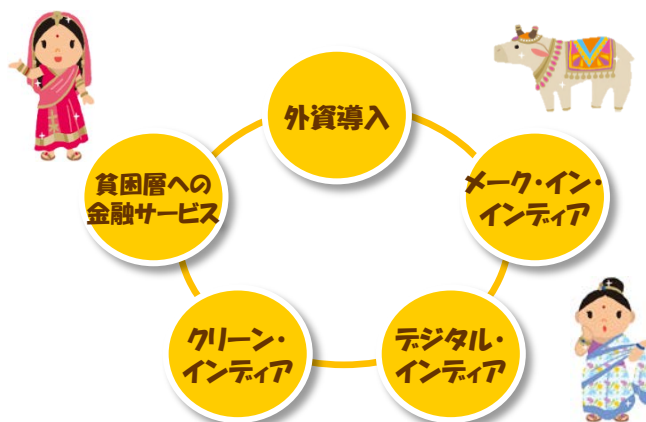 外資導入
メーク・イン・
インディア
デジタル・
インディア
クリーン・
インディア
貧困層への
金融サービス